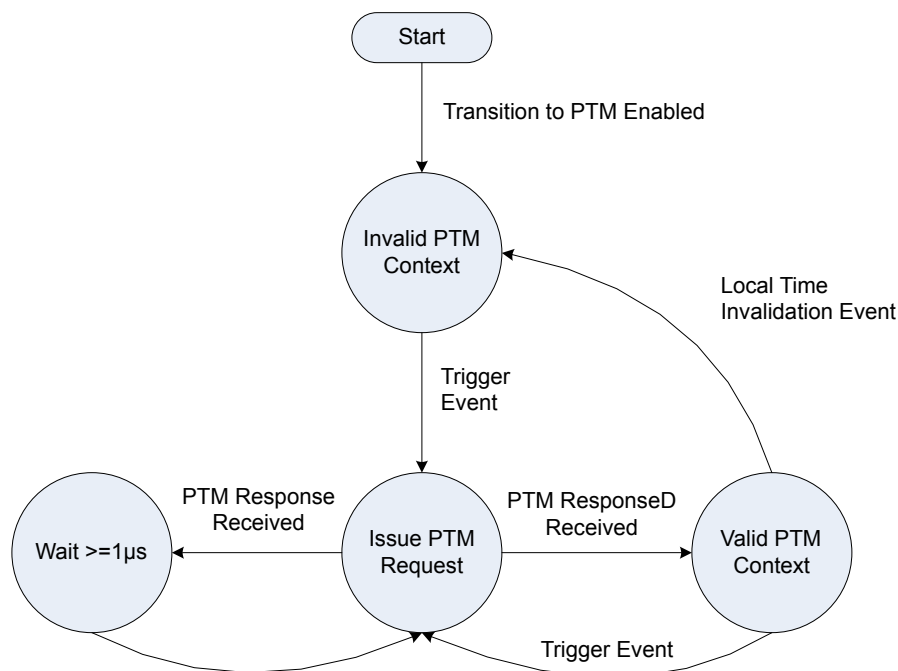 Start
Transition to PTM Enabled
Invalid PTM
Context
Local Time
Invalidation Event
Trigger
Event
PTM Response
Received
PTM ResponseD
Received
Wait >=1µs
Issue PTM
Request
Valid PTM
Context
Trigger Event